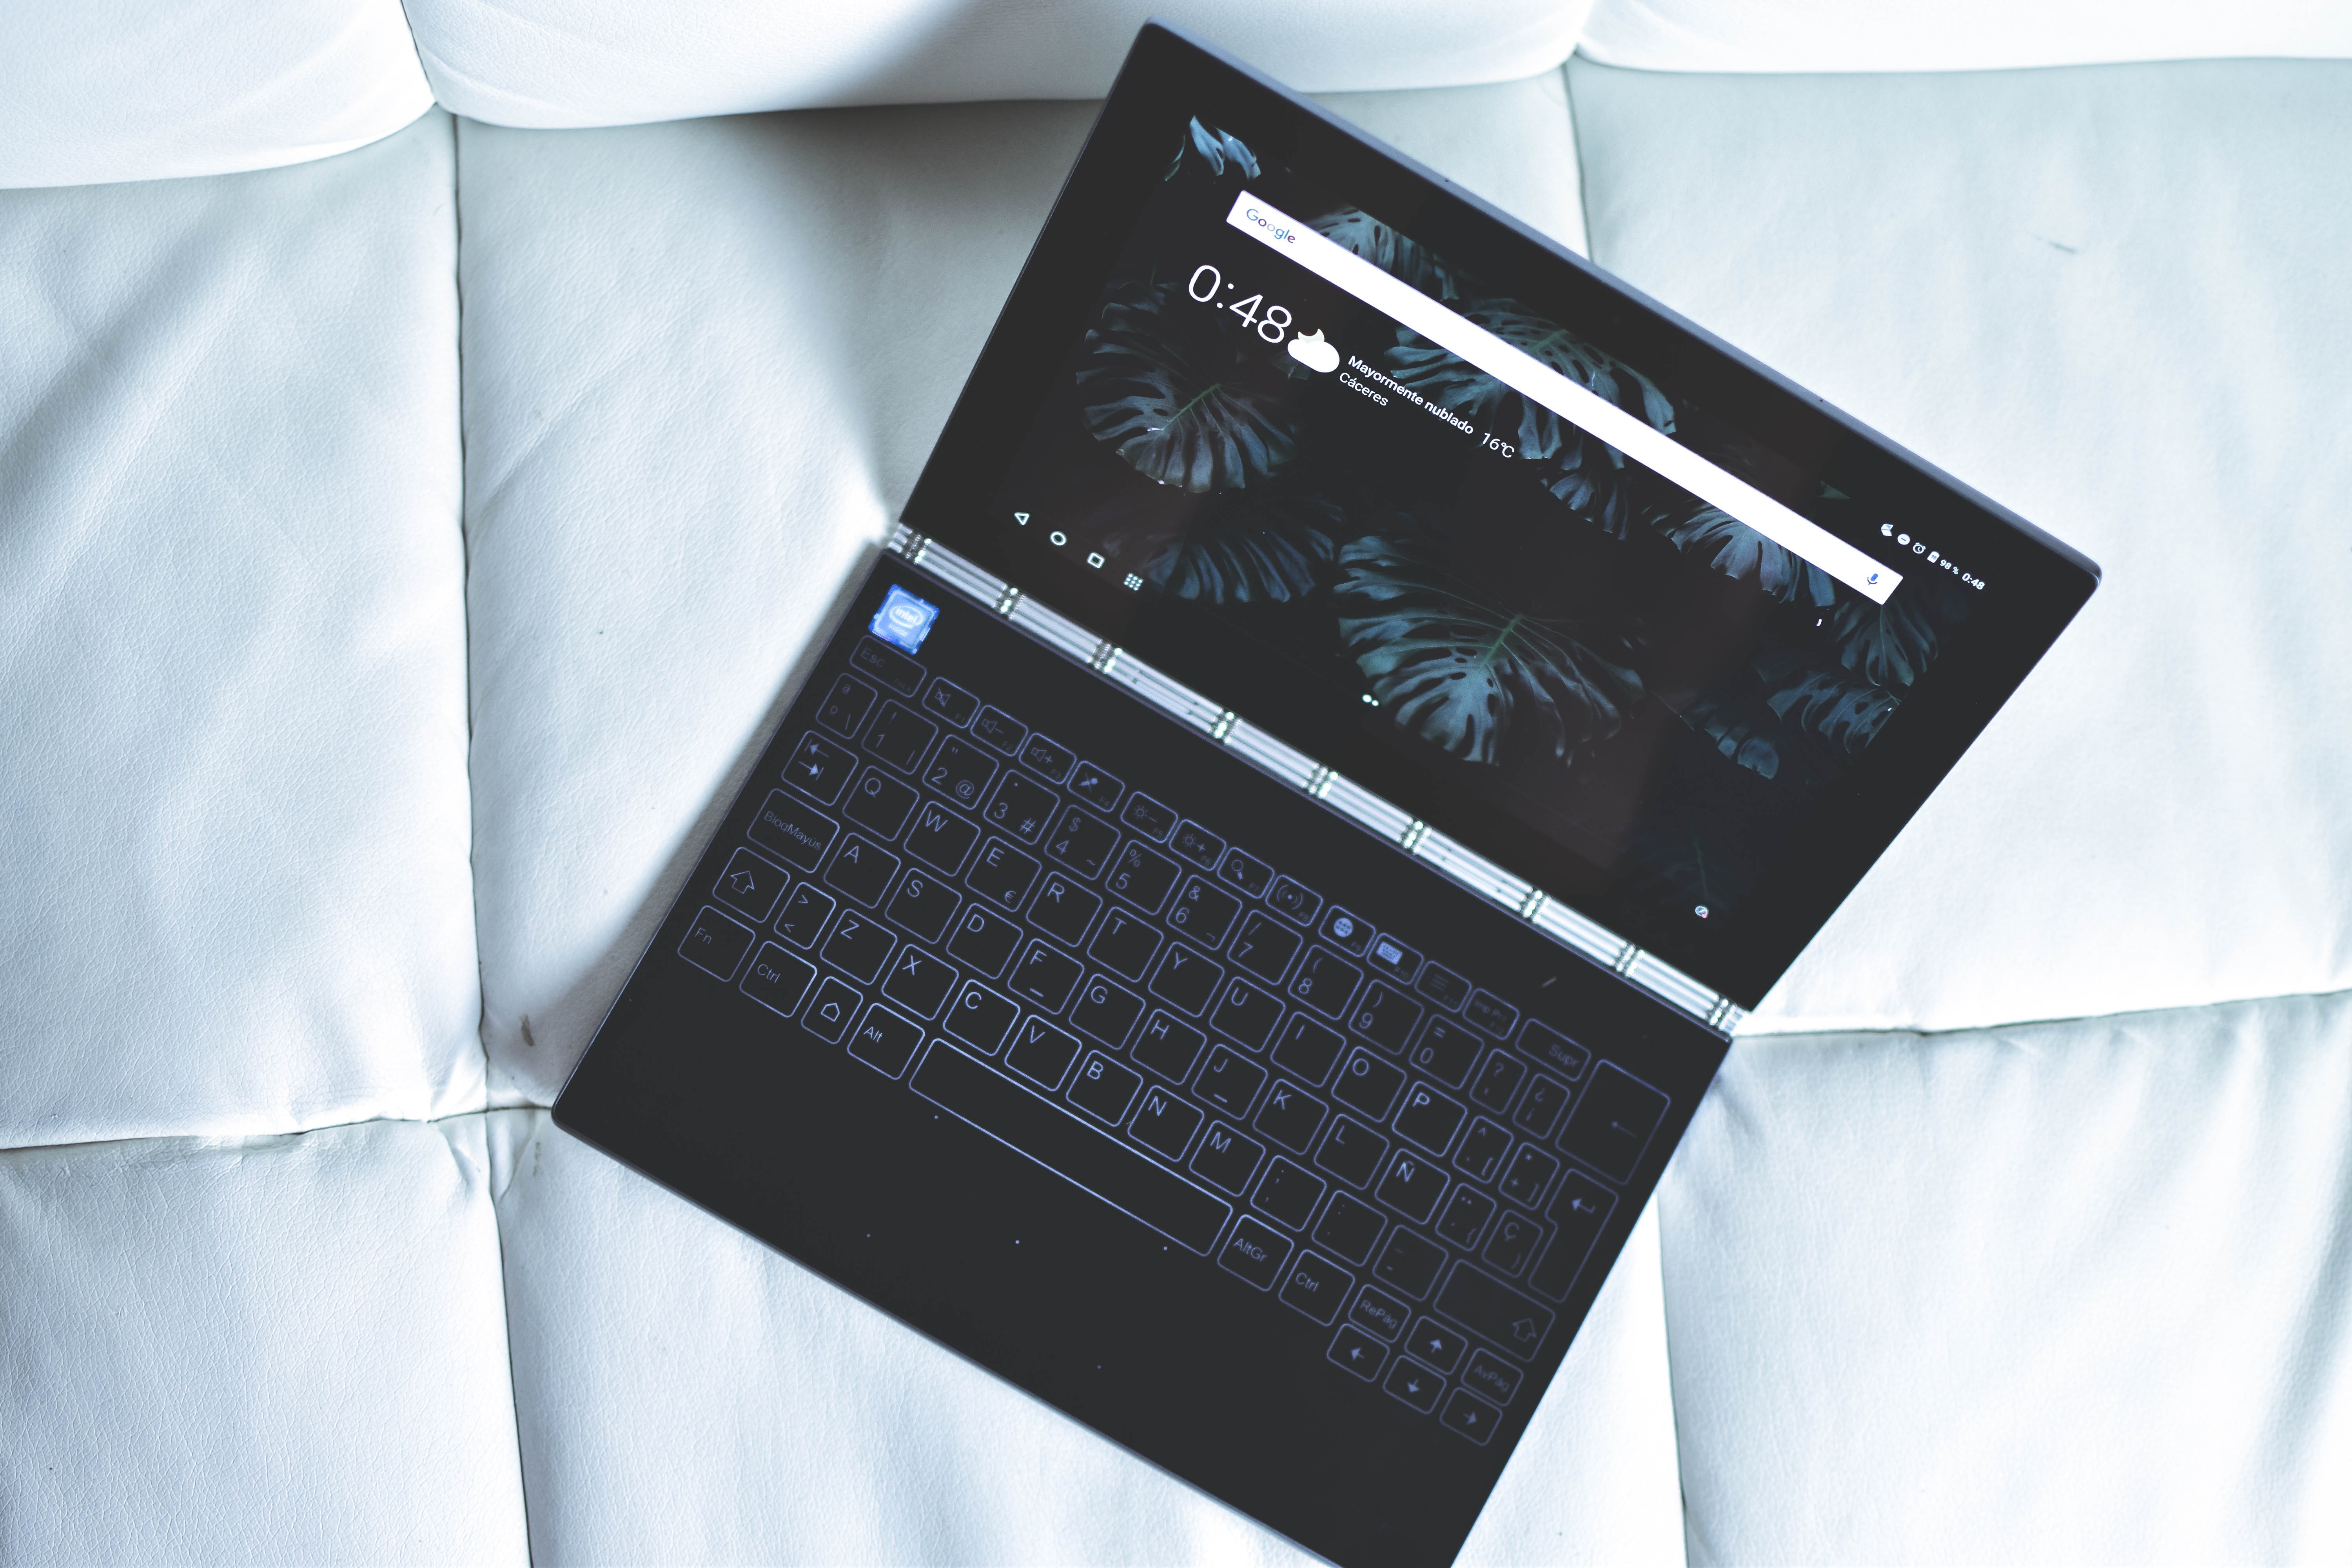 98 % 0:48
Google
0:48
Mayormente nublado 16°C
Cáceres
intel
Esc
ª º \
! 1 |
" 2 @
· 3 #
$ 4 ~
% 5
& 6 ¬
/ 7
( 8
) 9
= 0
? '
¿ ¡
Supr
Q W E € R T Y U I O P ^ ` [ * + ]
BloqMayús A S D F G H J K L Ñ ¨ ´ { Ç }
> < Z X C V B N M ; , : . _ -
Fn Ctrl Alt AltGr Ctrl RePág AvPág